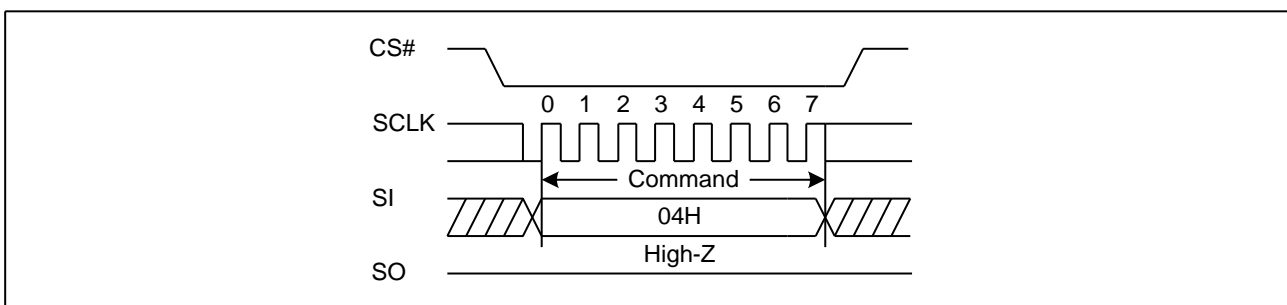 CS#
0 1 2 3 4 5 6 7
SCLK
Command
SI
04H
High-Z
SO